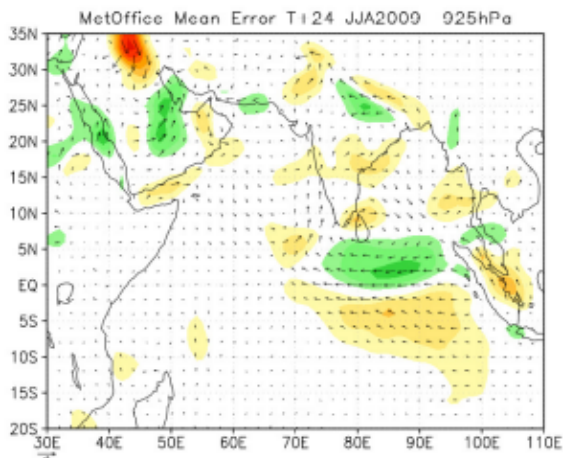 MetOffice Mean Error T+24 JJA2009 925hPa
35N
30N
25N
20N
15N
10N
5N
EQ
5S
10S
15S
20S
30E 40E 50E 60E 70E 80E 90E 100E 110E